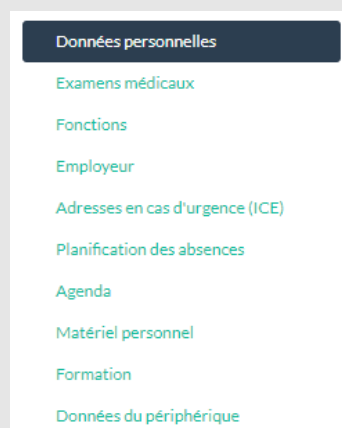 Données personnelles
Examens médicaux
Fonctions
Employeur
Adresses en cas d'urgence (ICE)
Planification des absences
Agenda
Matériel personnel
Formation
Données du périphérique